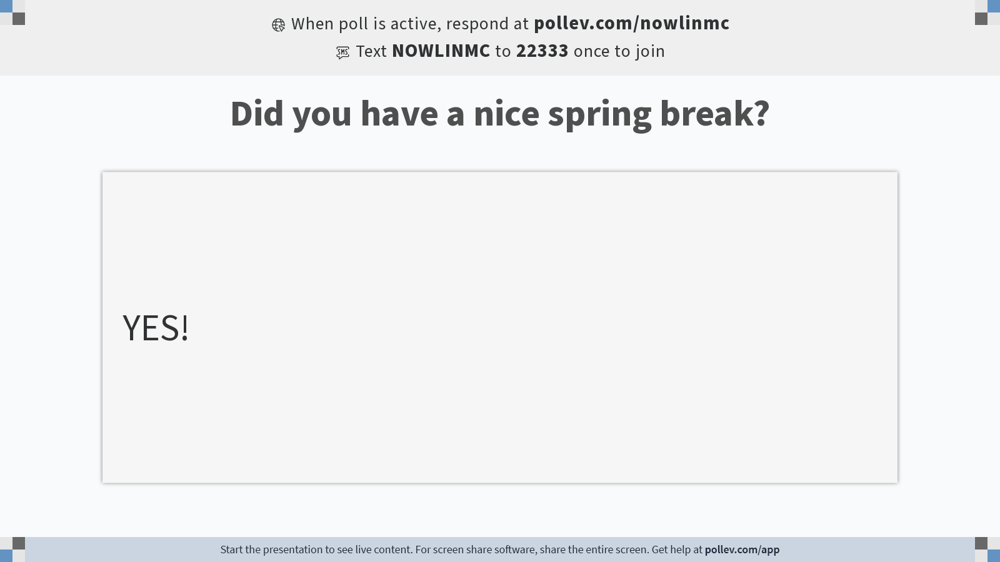 When poll is active, respond at pollev.com/nowlinmc
SMS Text NOWLINMC to 22333 once to join
Did you have a nice spring break?
YES!
Start the presentation to see live content. For screen share software, share the entire screen. Get help at pollev.com/app